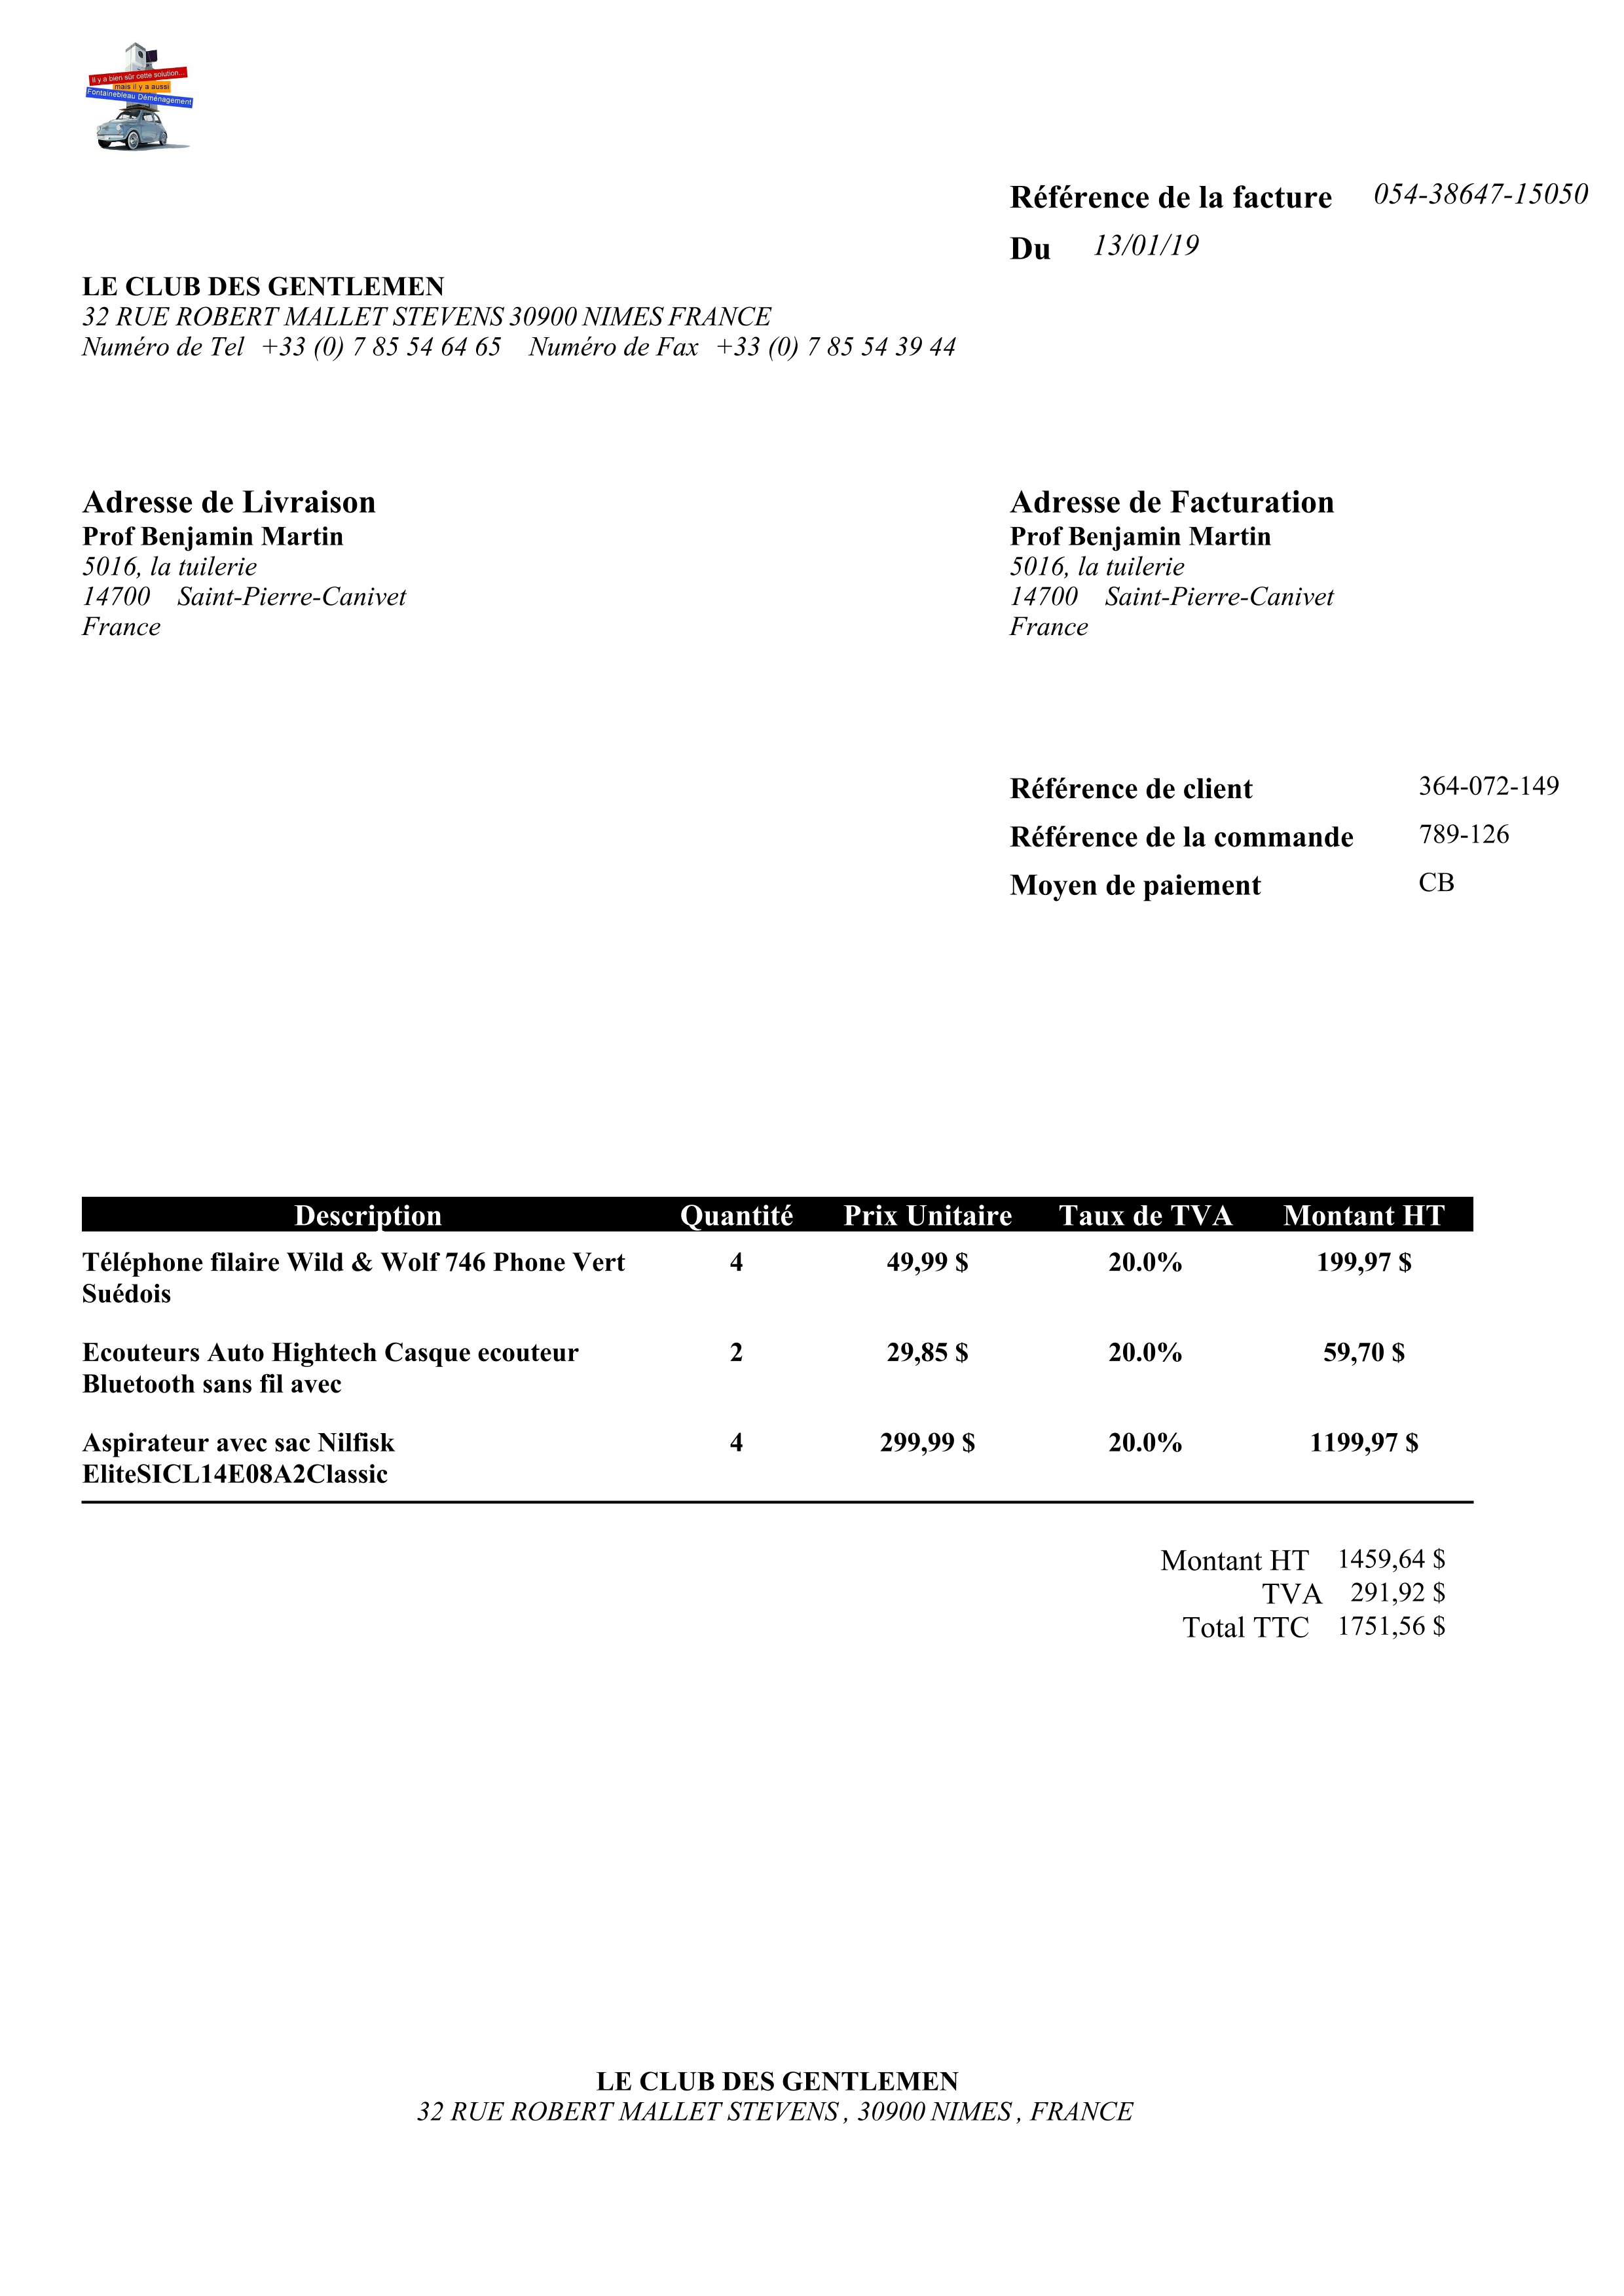 Il y a bien sûr cette solution...
mais il y a aussi
Fontainebleau Déménagement
Référence de la facture 054-38647-15050
Du 13/01/19
LE CLUB DES GENTLEMEN
32 RUE ROBERT MALLET STEVENS 30900 NIMES FRANCE
Numéro de Tel +33 (0) 7 85 54 64 65 Numéro de Fax +33 (0) 7 85 54 39 44
Adresse de Livraison
Prof Benjamin Martin
5016, la tuilerie
14700 Saint-Pierre-Canivet
France
Adresse de Facturation
Prof Benjamin Martin
5016, la tuilerie
14700 Saint-Pierre-Canivet
France
Référence de client 364-072-149
Référence de la commande 789-126
Moyen de paiement CB
Description Quantité Prix Unitaire Taux de TVA Montant HT
Téléphone filaire Wild & Wolf 746 Phone Vert 4 49,99 $ 20.0% 199,97 $
Suédois
Ecouteurs Auto Hightech Casque ecouteur 2 29,85 $ 20.0% 59,70 $
Bluetooth sans fil avec
Aspirateur avec sac Nilfisk 4 299,99 $ 20.0% 1199,97 $
EliteSICL14E08A2Classic
Montant HT 1459,64 $
TVA 291,92 $
Total TTC 1751,56 $
LE CLUB DES GENTLEMEN
32 RUE ROBERT MALLET STEVENS , 30900 NIMES , FRANCE